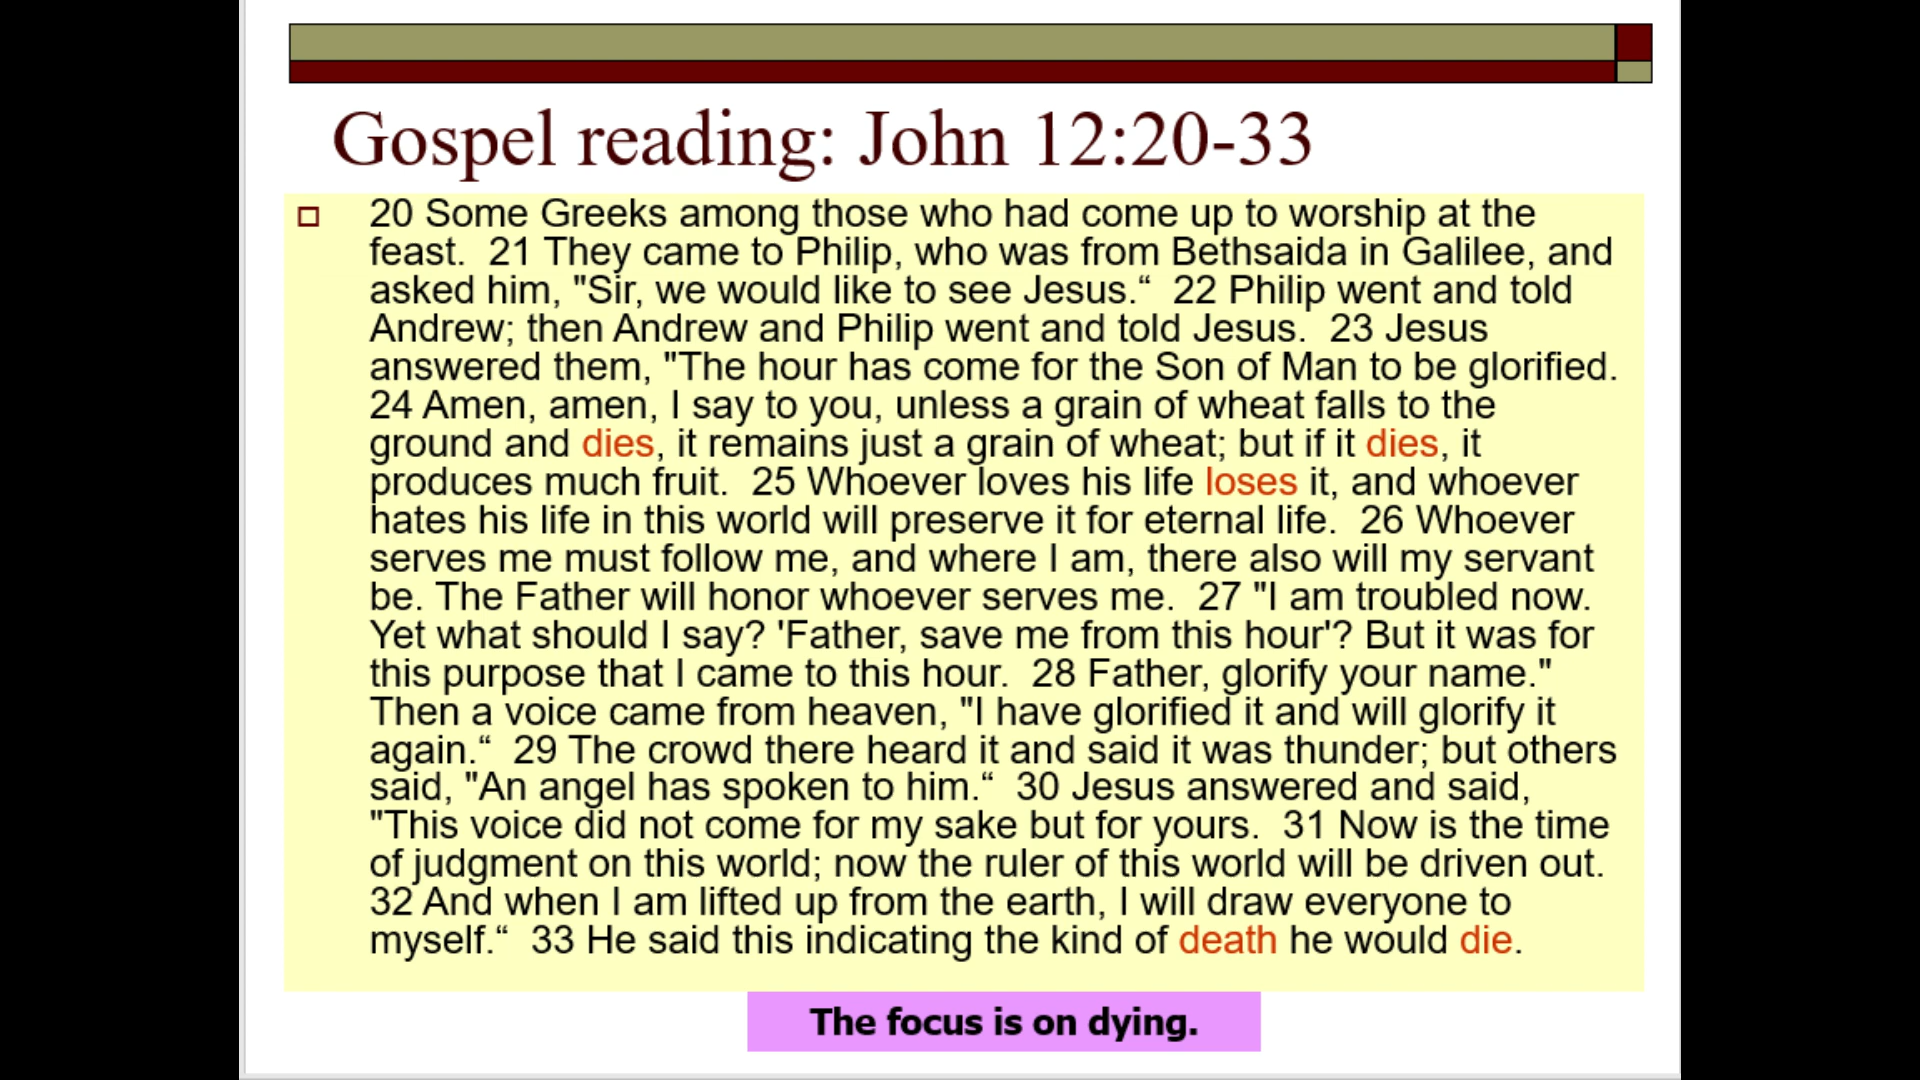 Gospel reading: John 12:20-33
20 Some Greeks among those who had come up to worship at the
feast.  21 They came to Philip, who was from Bethsaida in Galilee, and
asked him, "Sir, we would like to see Jesus.“  22 Philip went and told
Andrew; then Andrew and Philip went and told Jesus.  23 Jesus
answered them, "The hour has come for the Son of Man to be glorified.
24 Amen, amen, I say to you, unless a grain of wheat falls to the
ground and dies, it remains just a grain of wheat; but if it dies, it
produces much fruit.  25 Whoever loves his life loses it, and whoever
hates his life in this world will preserve it for eternal life.  26 Whoever
serves me must follow me, and where I am, there also will my servant
be. The Father will honor whoever serves me.  27 "I am troubled now.
Yet what should I say? 'Father, save me from this hour'? But it was for
this purpose that I came to this hour.  28 Father, glorify your name."
Then a voice came from heaven, "I have glorified it and will glorify it
again.“  29 The crowd there heard it and said it was thunder; but others
said, "An angel has spoken to him.“  30 Jesus answered and said,
"This voice did not come for my sake but for yours.  31 Now is the time
of judgment on this world; now the ruler of this world will be driven out.
32 And when I am lifted up from the earth, I will draw everyone to
myself.“  33 He said this indicating the kind of death he would die.
The focus is on dying.